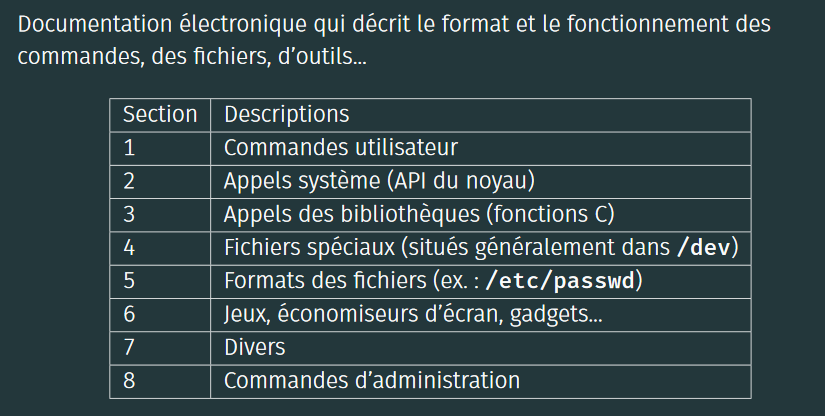 Documentation électronique qui décrit le format et le fonctionnement des
commandes, des fichiers, d’outils...
Section Descriptions
1 Commandes utilisateur
2 Appels système (API du noyau)
3 Appels des bibliothèques (fonctions C)
4 Fichiers spéciaux (situés généralement dans /dev)
5 Formats des fichiers (ex. : /etc/passwd)
6 Jeux, économiseurs d’écran, gadgets...
7 Divers
8 Commandes d’administration